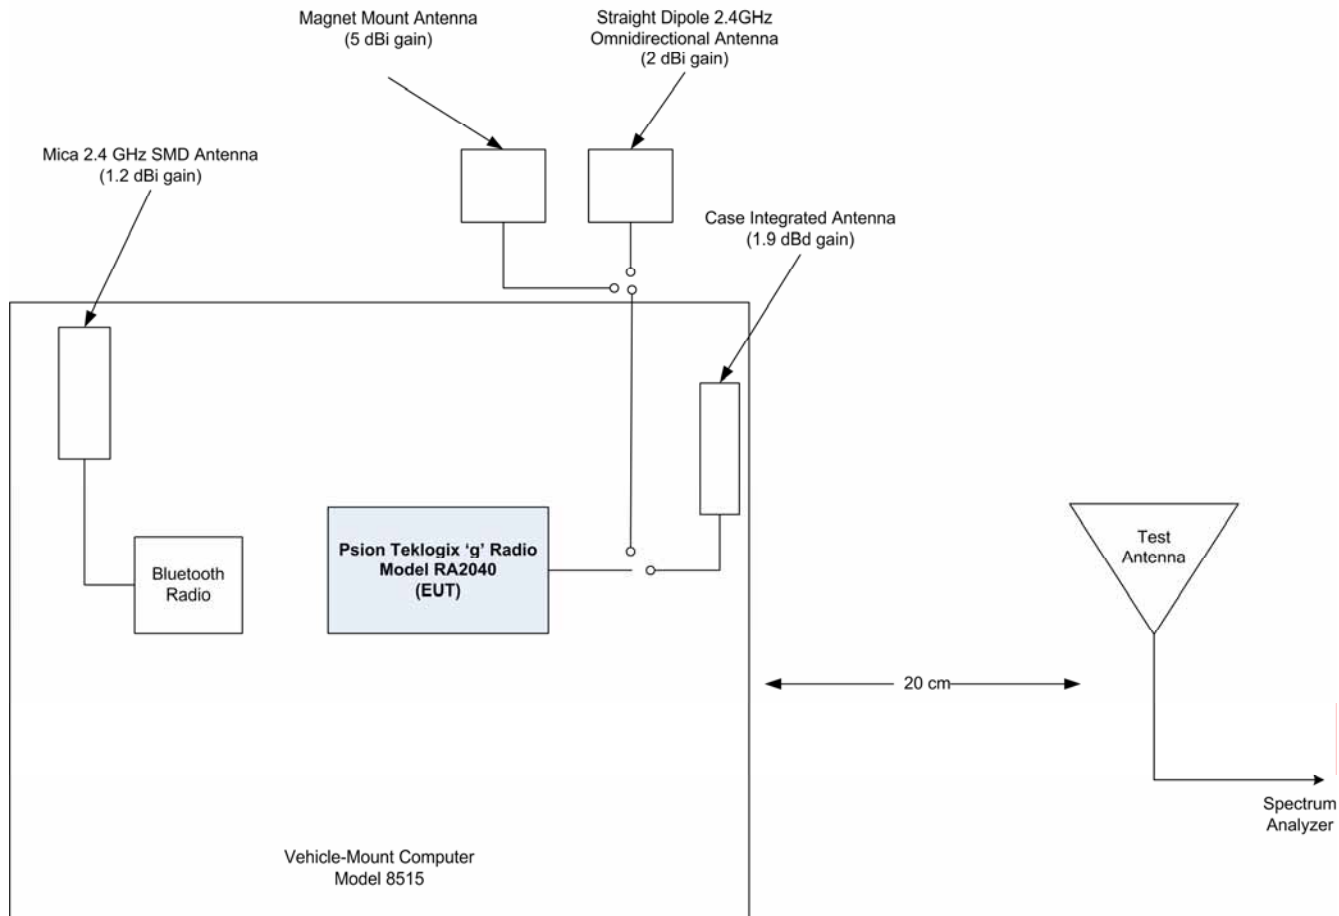 Magnet Mount Antenna
(5 dBi gain)
Straight Dipole 2.4GHz
Omnidirectional Antenna
(2 dBi gain)
Mica 2.4 GHz SMD Antenna
(1.2 dBi gain)
Case Integrated Antenna
(1.9 dBd gain)
Psion Teklogix ‘g’ Radio
Model RA2040
(EUT)
Bluetooth
Radio
Test
Antenna
20 cm
Spectrum
Analyzer
Vehicle-Mount Computer
Model 8515